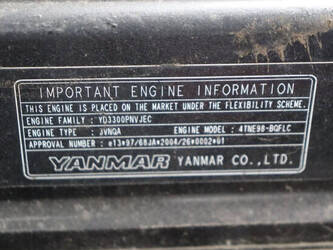 IMPORTANT ENGINE INFORMATION
THIS ENGINE IS PLACED ON THE MARKET UNDER THE FLEXIBILITY SCHEME.
ENGINE FAMILY : YD3300PNVJEC
ENGINE TYPE : 3VNQA ENGINE MODEL : 4TNE98-BQFLC
APPROVAL NUMBER : e13*97/68JA*2004/26*0002*01
YANMAR YANMAR CO.,LTD.